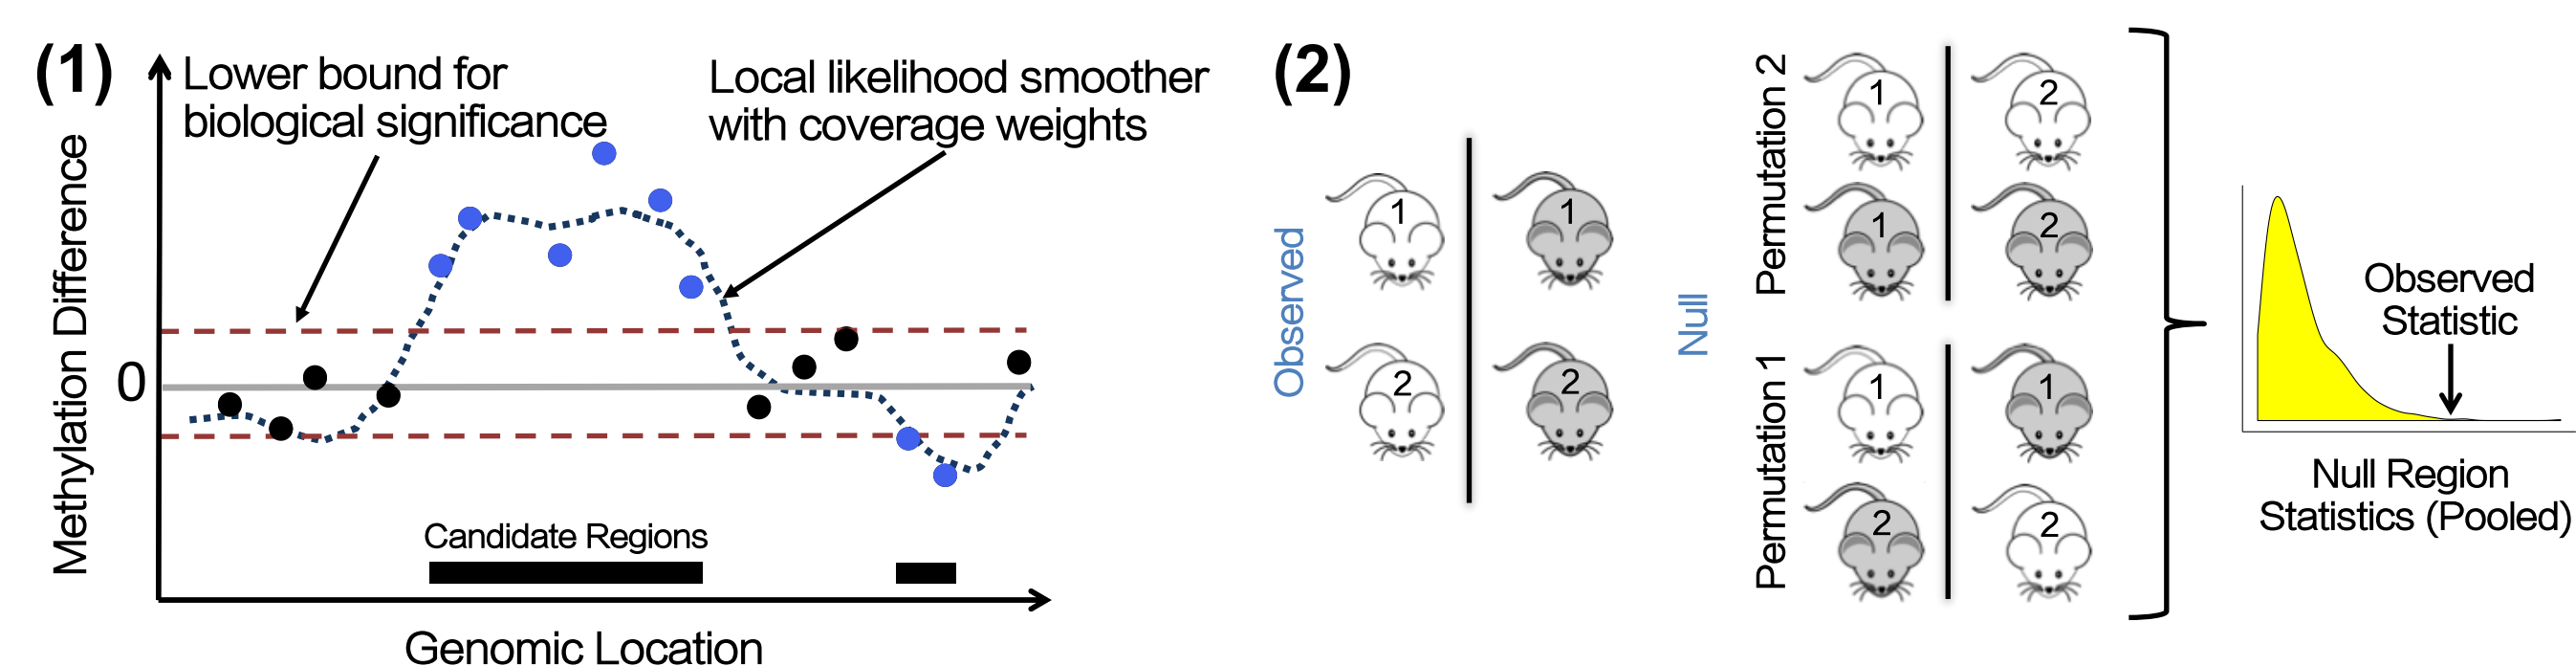 (1)
Lower bound for
biological significance
Local likelihood smoother
with coverage weights
Methylation Difference
0
Candidate Regions
Genomic Location
(2)
Observed
1
1
2
2
Null
Permutation 2
1
2
1
2
Permutation 1
1
1
2
2
Observed
Statistic
Null Region
Statistics (Pooled)